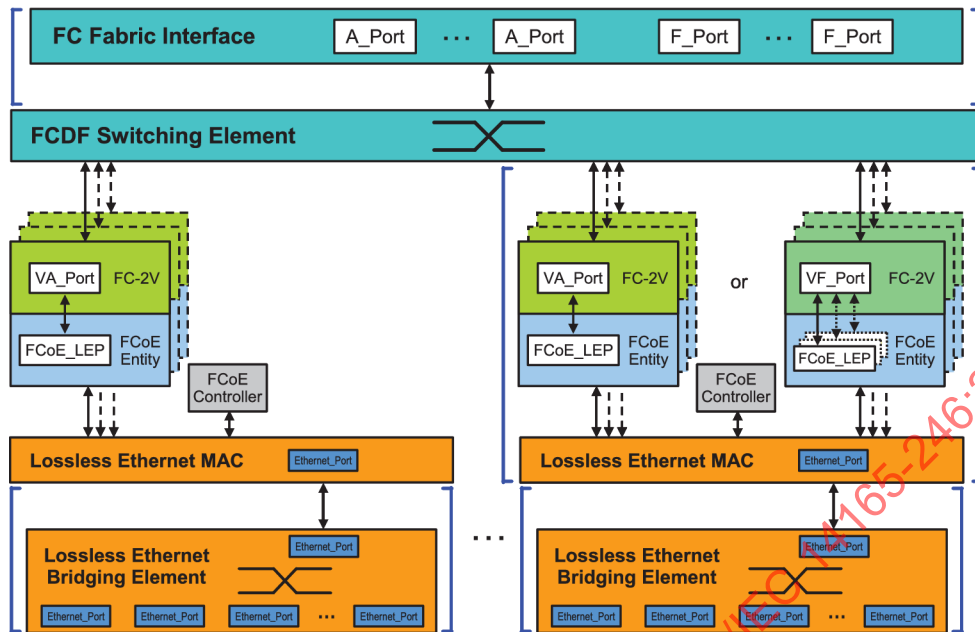 FC Fabric Interface
A_Port ... A_Port F_Port ... F_Port
FCDF Switching Element
VA_Port FC-2V
FCoE_LEP FCoE
Entity
FCoE
Controller
VA_Port FC-2V
FCoE_LEP FCoE
Entity
or
VF_Port FC-2V
FCoE_LEP FCoE
Entity
FCoE
Controller
Lossless Ethernet MAC Ethernet_Port
Lossless Ethernet MAC Ethernet_Port
Ethernet_Port
Lossless Ethernet
Bridging Element
Ethernet_Port Ethernet_Port Ethernet_Port ... Ethernet_Port
...
Ethernet_Port
Lossless Ethernet
Bridging Element
Ethernet_Port Ethernet_Port Ethernet_Port ... Ethernet_Port